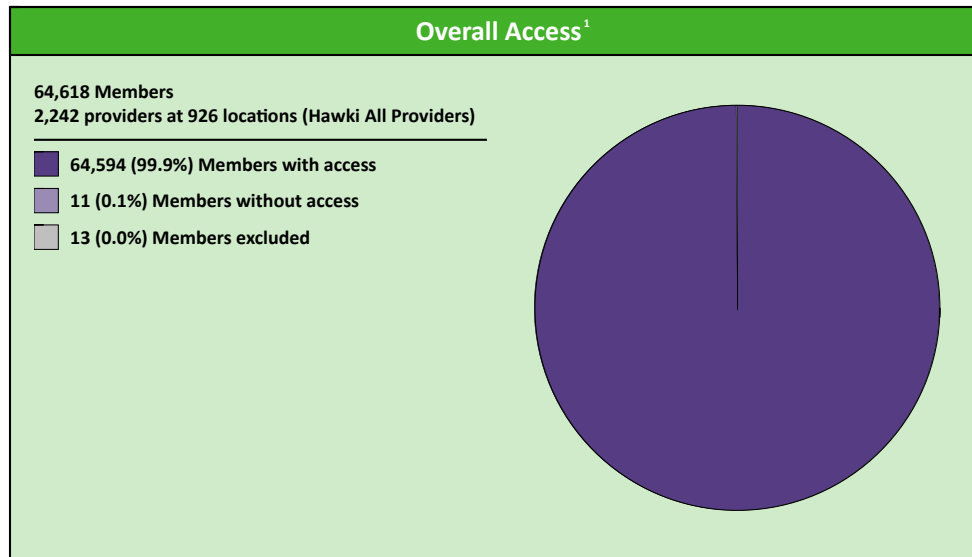 Overall Access¹
64,618 Members
2,242 providers at 926 locations (Hawki All Providers)
64,594 (99.9%) Members with access
11 (0.1%) Members without access
13 (0.0%) Members excluded